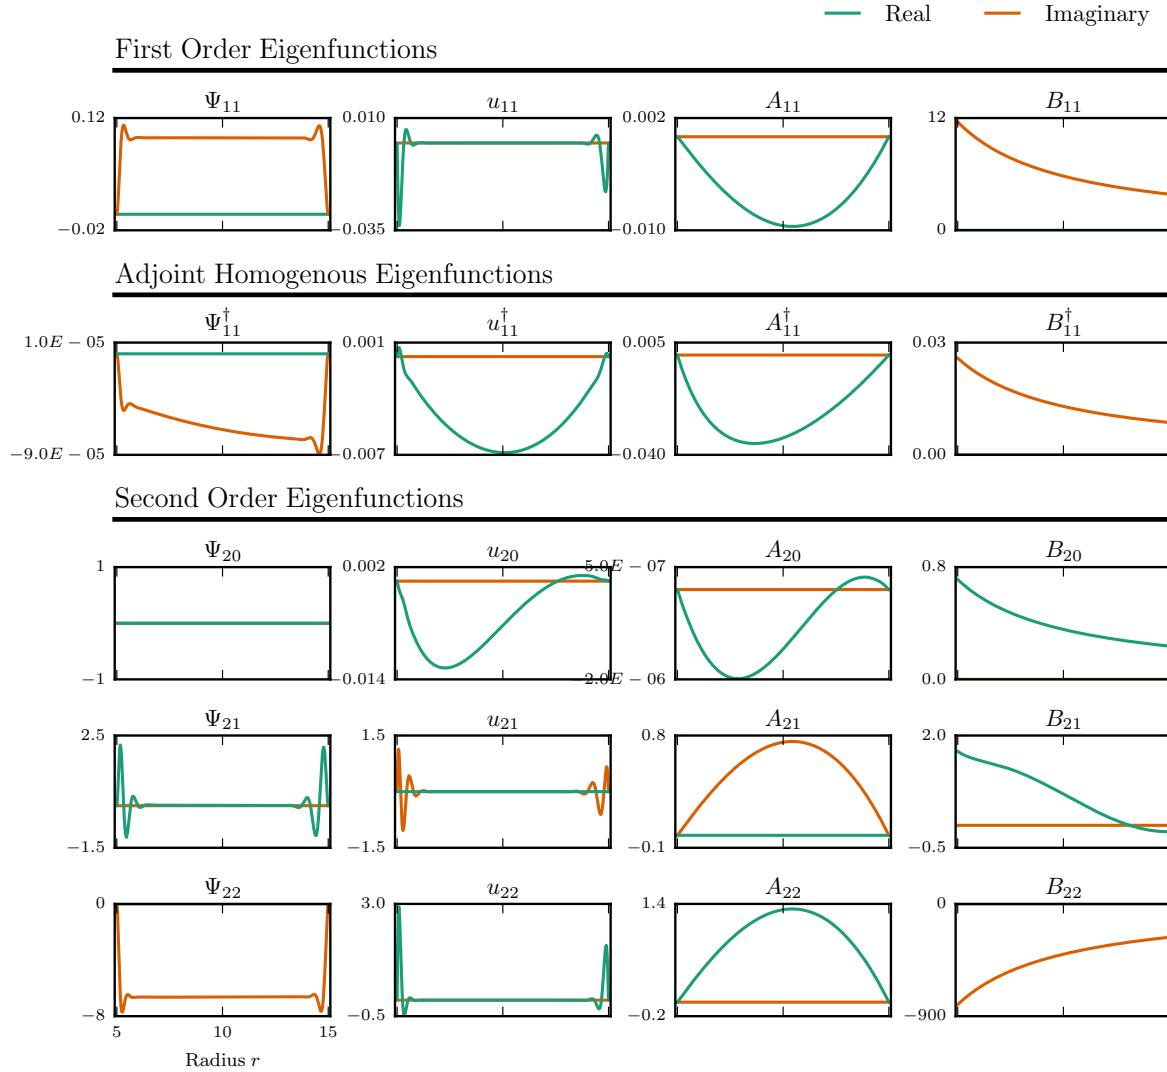 Real Imaginary
First Order Eigenfunctions
Ψ₁₁ u₁₁ A₁₁ B₁₁
0.12 0.010 0.002 12
−0.02 −0.035 −0.010 0
Adjoint Homogenous Eigenfunctions
Ψ†₁₁ u†₁₁ A†₁₁ B†₁₁
1.0E − 05 0.001 0.005 0.03
−9.0E − 05 −0.007 −0.040 0.00
Second Order Eigenfunctions
Ψ₂₀ u₂₀ A₂₀ B₂₀
1 0.002 5.0E − 07 0.8
−1 −0.014 −2.0E − 06 0.0
Ψ₂₁ u₂₁ A₂₁ B₂₁
2.5 1.5 0.8 2.0
−1.5 −1.5 −0.1 −0.5
Ψ₂₂ u₂₂ A₂₂ B₂₂
0 3.0 1.4 0
−8 −0.5 −0.2 −900
5 10 15
Radius r